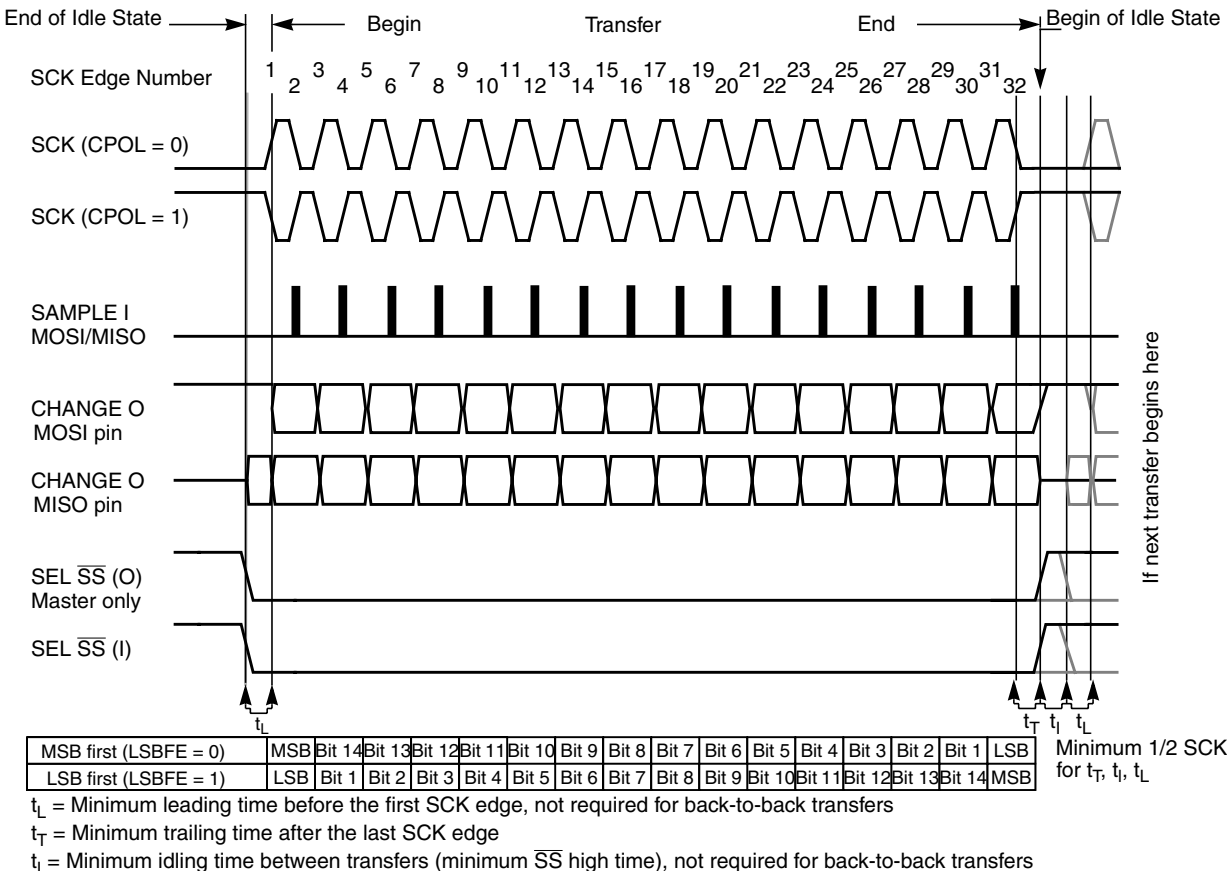 End of Idle State
Begin
Transfer
End
Begin of Idle State
SCK Edge Number
1 3 5 7 9 11 13 15 17 19 21 23 25 27 29 31
2 4 6 8 10 12 14 16 18 20 22 24 26 28 30 32
SCK (CPOL = 0)
SCK (CPOL = 1)
SAMPLE I
MOSI/MISO
CHANGE O
MOSI pin
CHANGE O
MISO pin
SEL S̅S̅ (O)
Master only
SEL S̅S̅ (I)
If next transfer begins here
tL
tT tI tL
MSB first (LSBFE = 0) MSB Bit 14 Bit 13 Bit 12 Bit 11 Bit 10 Bit 9 Bit 8 Bit 7 Bit 6 Bit 5 Bit 4 Bit 3 Bit 2 Bit 1 LSB
LSB first (LSBFE = 1) LSB Bit 1 Bit 2 Bit 3 Bit 4 Bit 5 Bit 6 Bit 7 Bit 8 Bit 9 Bit 10 Bit 11 Bit 12 Bit 13 Bit 14 MSB
Minimum 1/2 SCK
for tT, tI, tL
tL = Minimum leading time before the first SCK edge, not required for back-to-back transfers
tT = Minimum trailing time after the last SCK edge
tI = Minimum idling time between transfers (minimum S̅S̅ high time), not required for back-to-back transfers